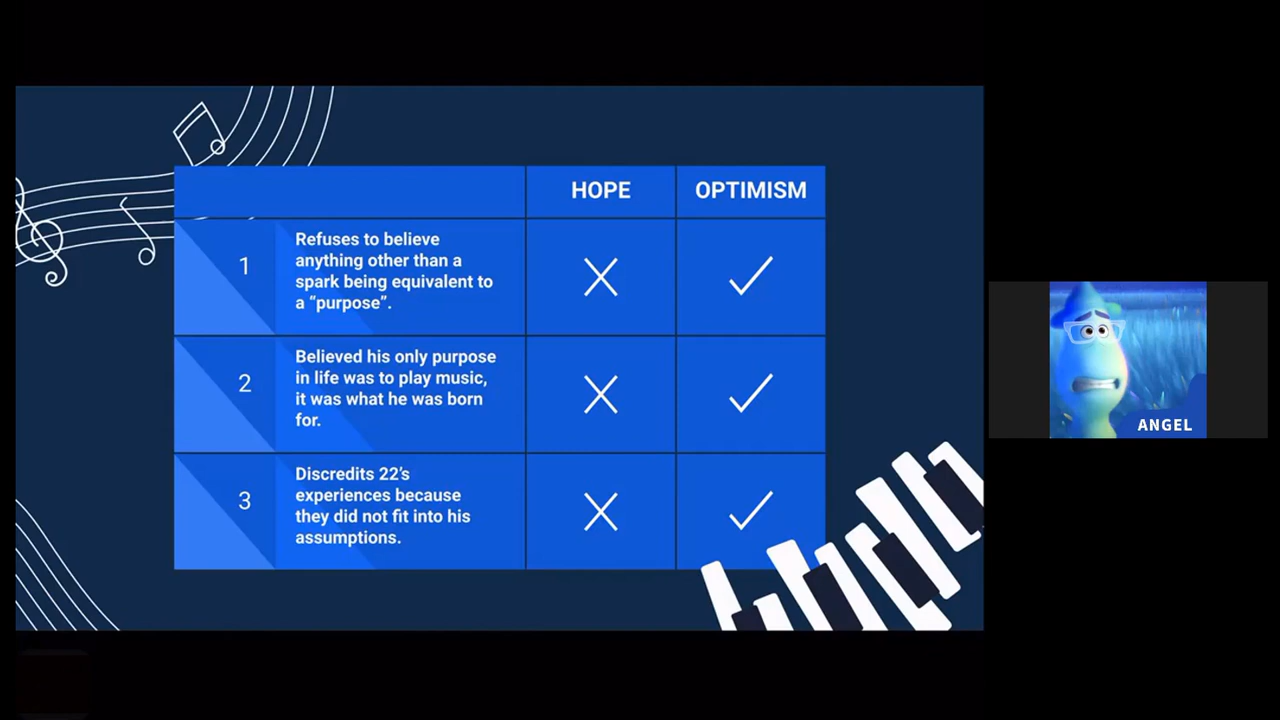 HOPE OPTIMISM
1
Refuses to believe
anything other than a
spark being equivalent to
a “purpose”.
2
Believed his only purpose
in life was to play music,
it was what he was born
for.
3
Discredits 22’s
experiences because
they did not fit into his
assumptions.
ANGEL